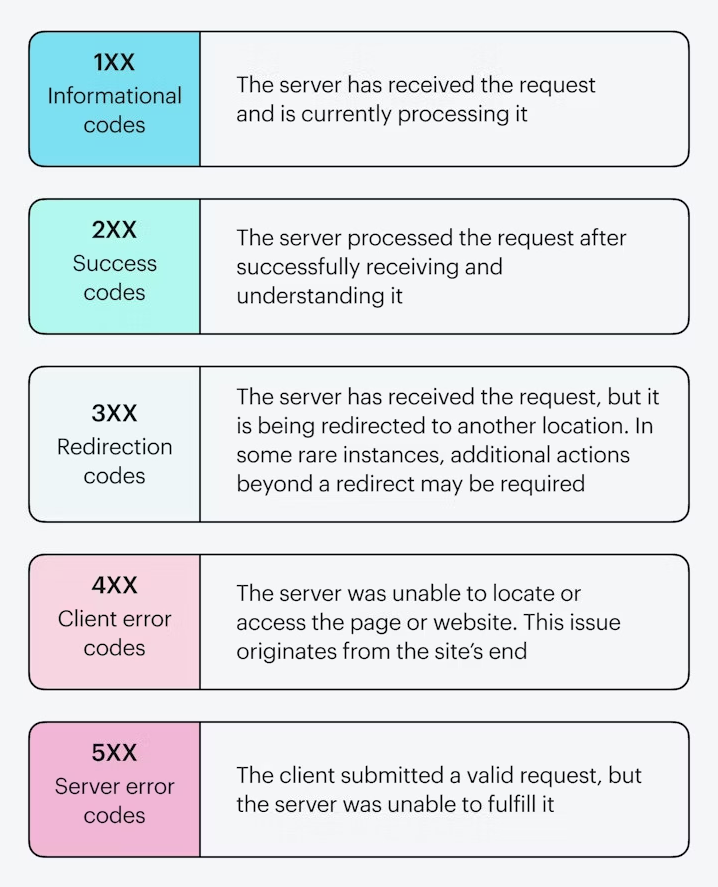 1XX
Informational
codes
The server has received the request
and is currently processing it
2XX
Success
codes
The server processed the request after
successfully receiving and
understanding it
3XX
Redirection
codes
The server has received the request, but it
is being redirected to another location. In
some rare instances, additional actions
beyond a redirect may be required
4XX
Client error
codes
The server was unable to locate or
access the page or website. This issue
originates from the site’s end
5XX
Server error
codes
The client submitted a valid request, but
the server was unable to fulfill it